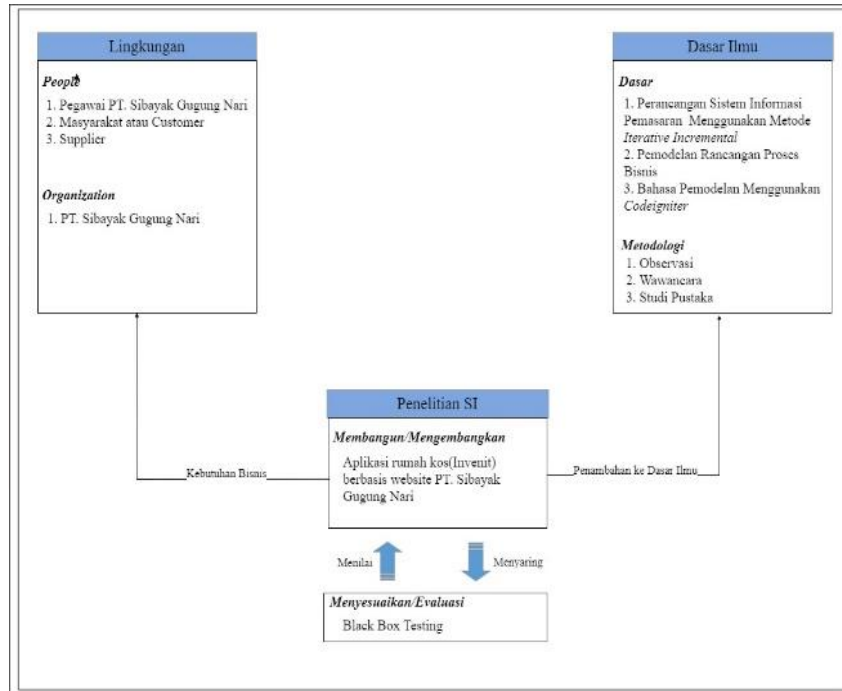 Lingkungan
People
1. Pegawai PT. Sibayak Gugung Nari
2. Masyarakat atau Customer
3. Supplier
Organization
1. PT. Sibayak Gugung Nari
Dasar Ilmu
Dasar
1. Perancangan Sistem Informasi
Pemasaran Menggunakan Metode
Iterative Incremental
2. Pemodelan Rancangan Proses
Bisnis
3. Bahasa Pemodelan Menggunakan
Codeigniter
Metodologi
1. Observasi
2. Wawancara
3. Studi Pustaka
Penelitian SI
Membangun/Mengembangkan
Aplikasi rumah kos(Invenit)
berbasis website PT. Sibayak
Gugung Nari
Kebutuhan Bisnis
Penambahan ke Dasar Ilmu
Menilai
Menyaring
Menyesuaikan/Evaluasi
Black Box Testing